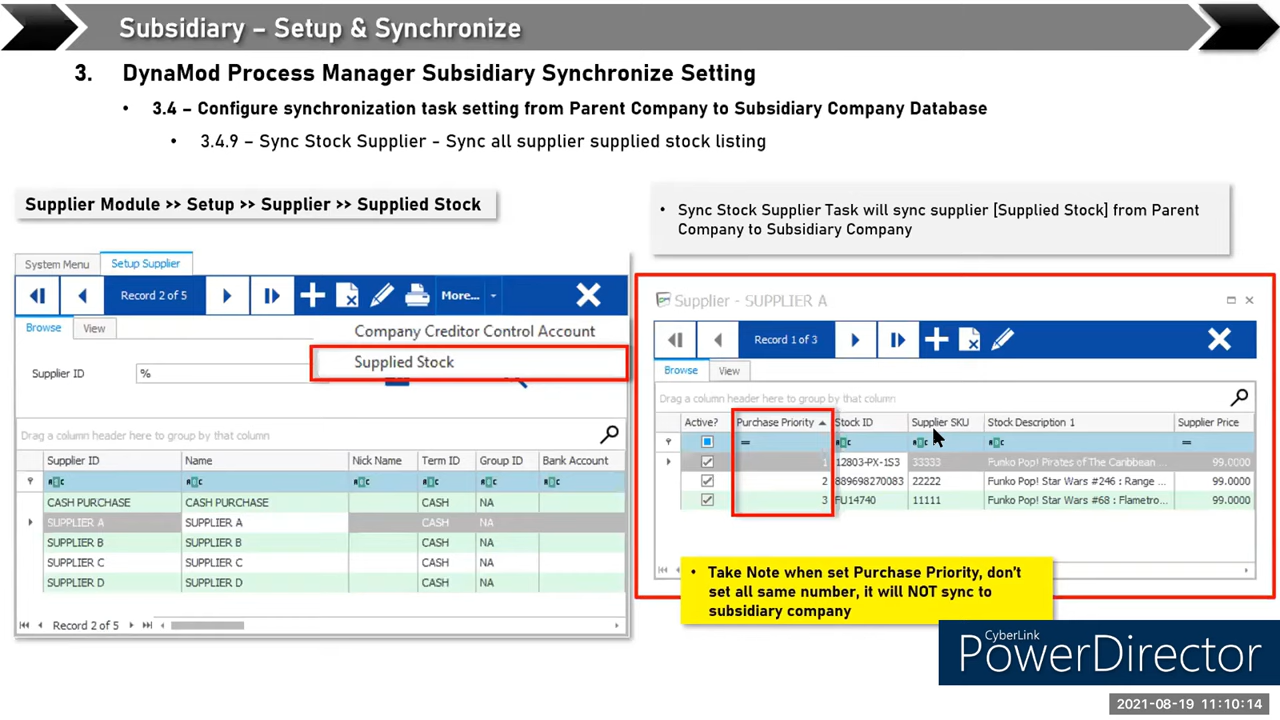 Subsidiary – Setup & Synchronize
3. DynaMod Process Manager Subsidiary Synchronize Setting
• 3.4 – Configure synchronization task setting from Parent Company to Subsidiary Company Database
• 3.4.9 – Sync Stock Supplier - Sync all supplier supplied stock listing
Supplier Module >> Setup >> Supplier >> Supplied Stock
System Menu Setup Supplier
Record 2 of 5 More...
Browse View
Company Creditor Control Account
Supplied Stock
Supplier ID %
Drag a column header here to group by that column
Supplier ID Name Nick Name Term ID Group ID Bank Account
CASH PURCHASE CASH PURCHASE CASH NA
SUPPLIER A SUPPLIER A CASH NA
SUPPLIER B SUPPLIER B CASH NA
SUPPLIER C SUPPLIER C CASH NA
SUPPLIER D SUPPLIER D CASH NA
Record 2 of 5
• Sync Stock Supplier Task will sync supplier [Supplied Stock] from Parent
Company to Subsidiary Company
Supplier - SUPPLIER A
Record 1 of 3
Browse View
Drag a column header here to group by that column
Active? Purchase Priority Stock ID Supplier SKU Stock Description 1 Supplier Price
=  =
1 12803-PX-1S3 33333 Funko Pop! Pirates of The Caribbean ... 99.0000
2 889698270083 22222 Funko Pop! Star Wars #246 : Range ... 99.0000
3 FU14740 11111 Funko Pop! Star Wars #68 : Flametro... 99.0000
• Take Note when set Purchase Priority, don't
set all same number, it will NOT sync to
subsidiary company
CyberLink
PowerDirector
2021-08-19 11:10:14